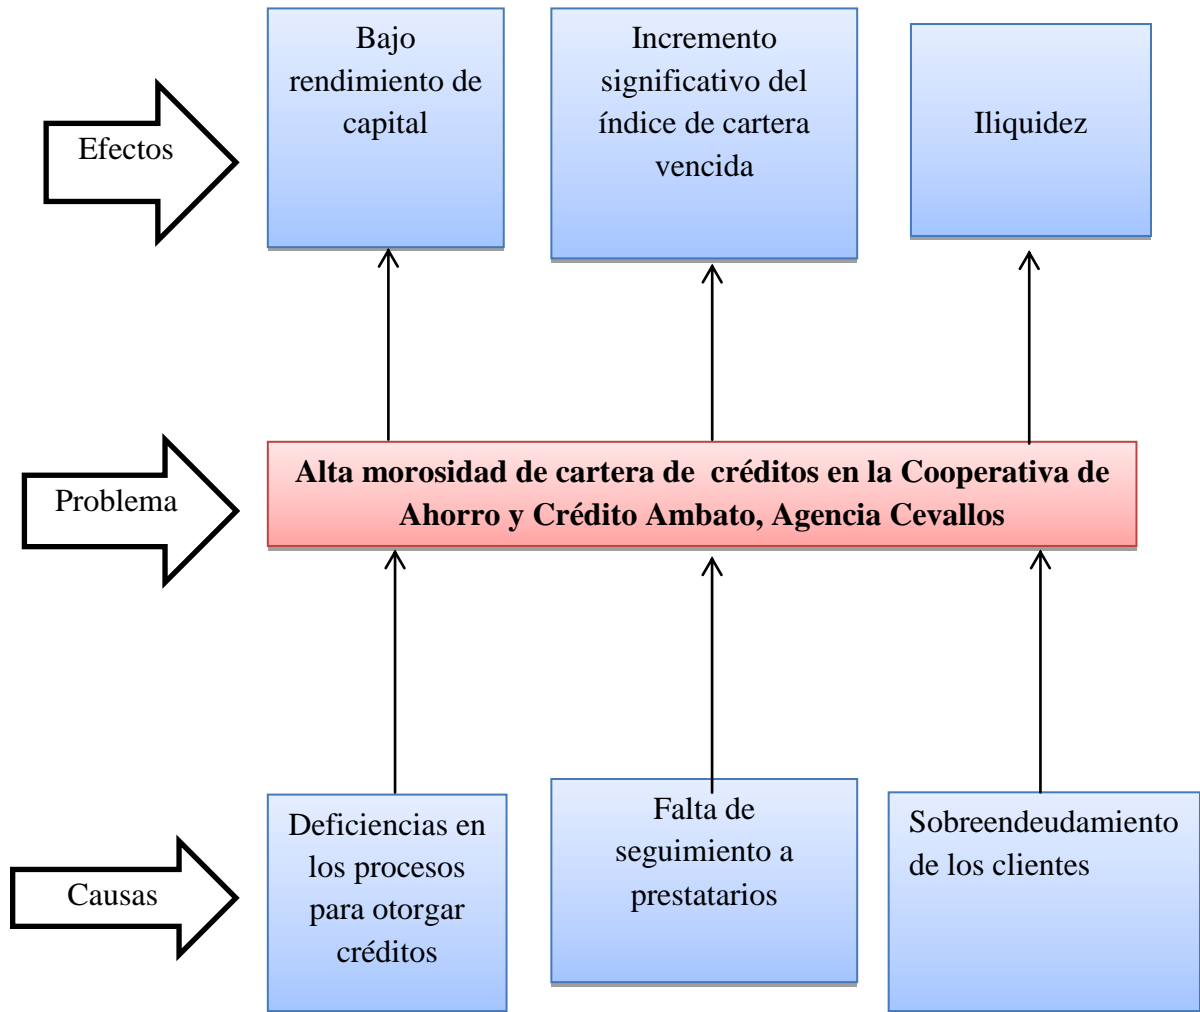 Efectos
Bajo
rendimiento de
capital
Incremento
significativo del
índice de cartera
vencida
Iliquidez
Problema
Alta morosidad de cartera de créditos en la Cooperativa de
Ahorro y Crédito Ambato, Agencia Cevallos
Causas
Deficiencias en
los procesos
para otorgar
créditos
Falta de
seguimiento a
prestatarios
Sobreendeudamiento
de los clientes